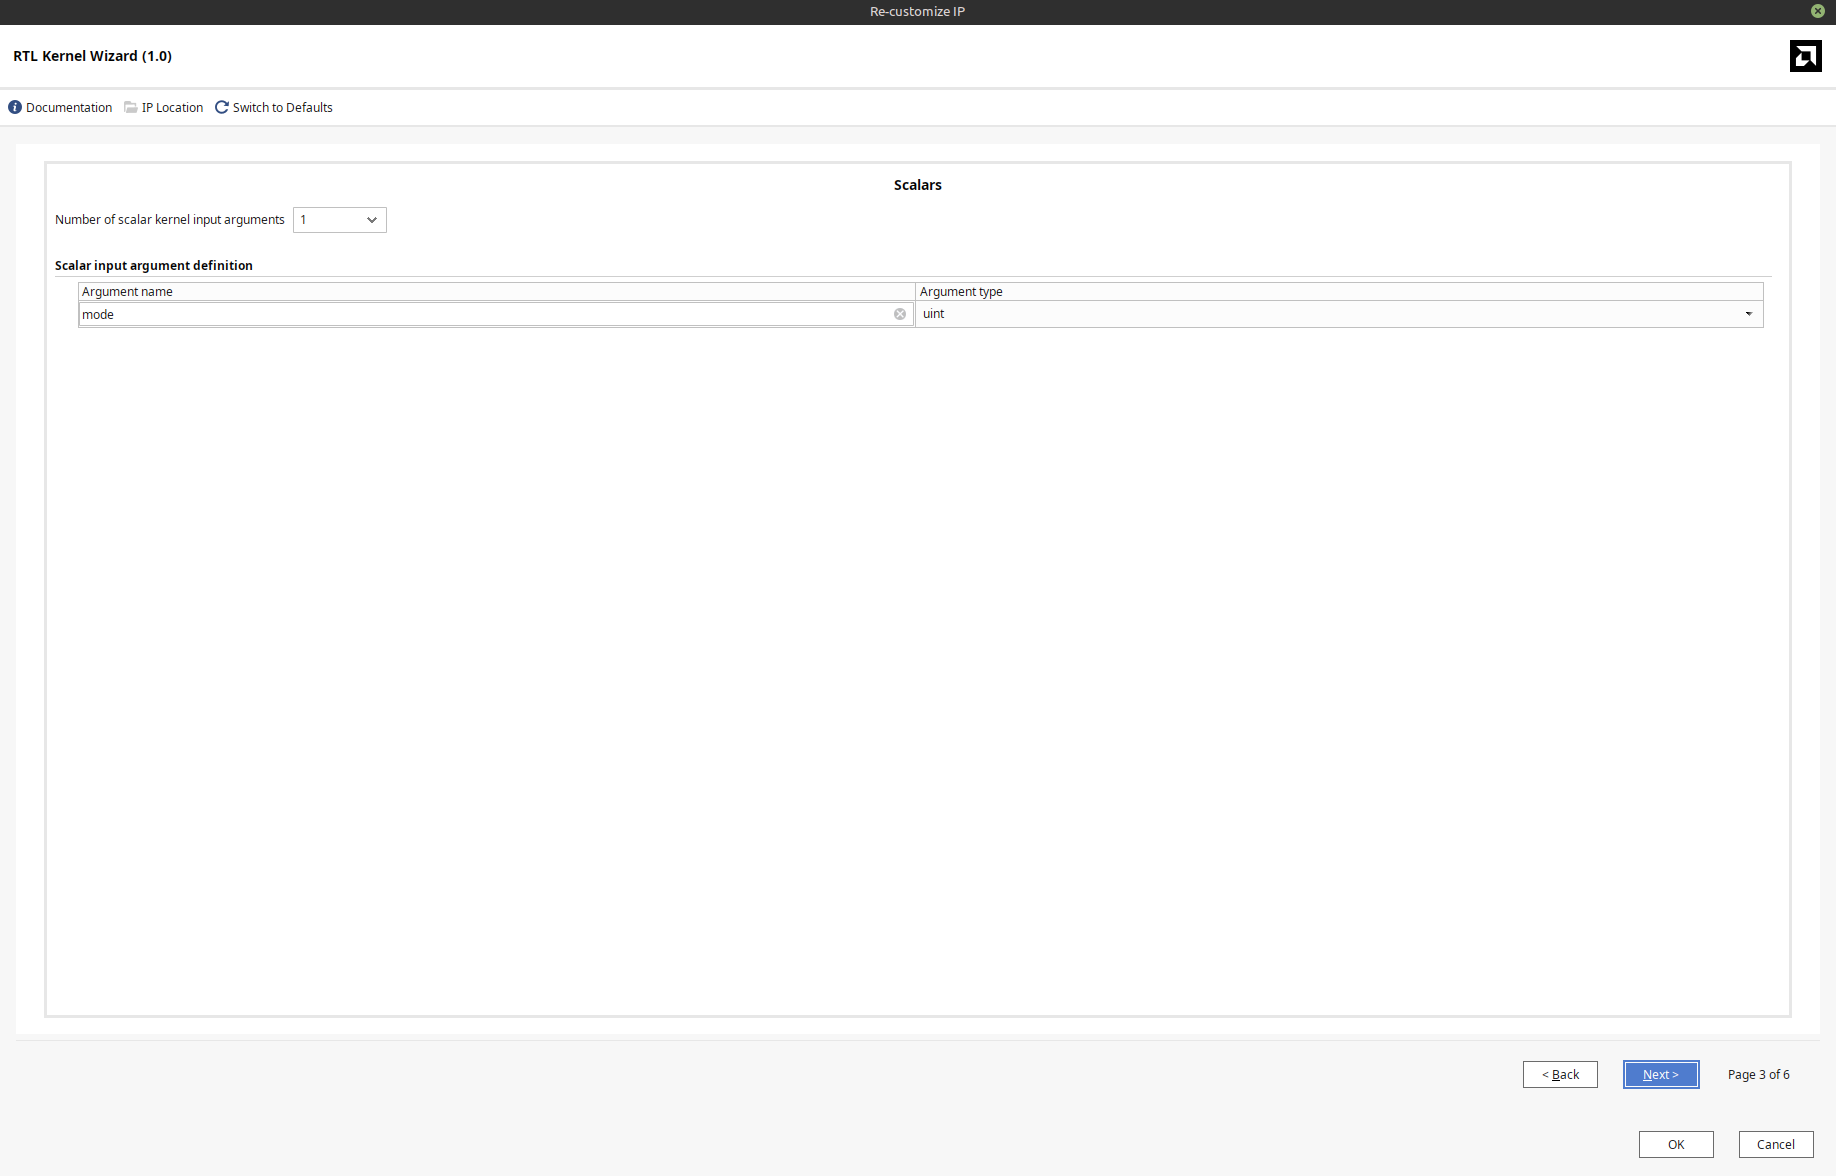 Re-customize IP
RTL Kernel Wizard (1.0)
Documentation IP Location Switch to Defaults
Scalars
Number of scalar kernel input arguments 1
Scalar input argument definition
Argument name Argument type
mode uint
< Back Next > Page 3 of 6
OK Cancel